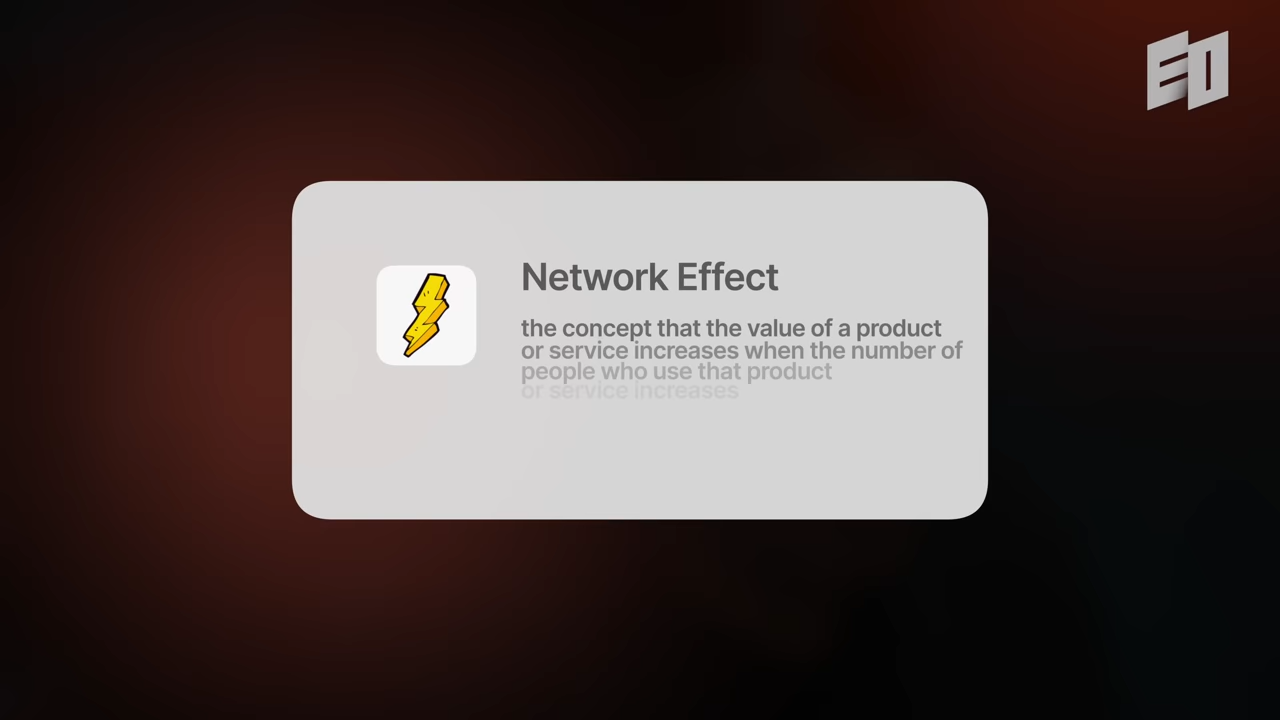 EO
Network Effect
the concept that the value of a product
or service increases when the number of
people who use that product
or service increases